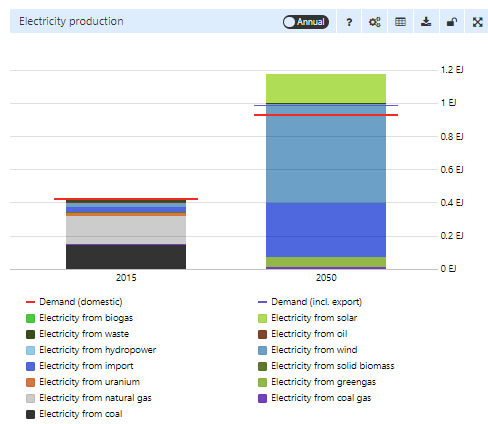 Electricity production
Annual
?
1.2 EJ
1 EJ
0.8 EJ
0.6 EJ
0.4 EJ
0.2 EJ
0 EJ
2015 2050
Demand (domestic) Demand (incl. export)
Electricity from biogas Electricity from solar
Electricity from waste Electricity from oil
Electricity from hydropower Electricity from wind
Electricity from import Electricity from solid biomass
Electricity from uranium Electricity from greengas
Electricity from natural gas Electricity from coal gas
Electricity from coal